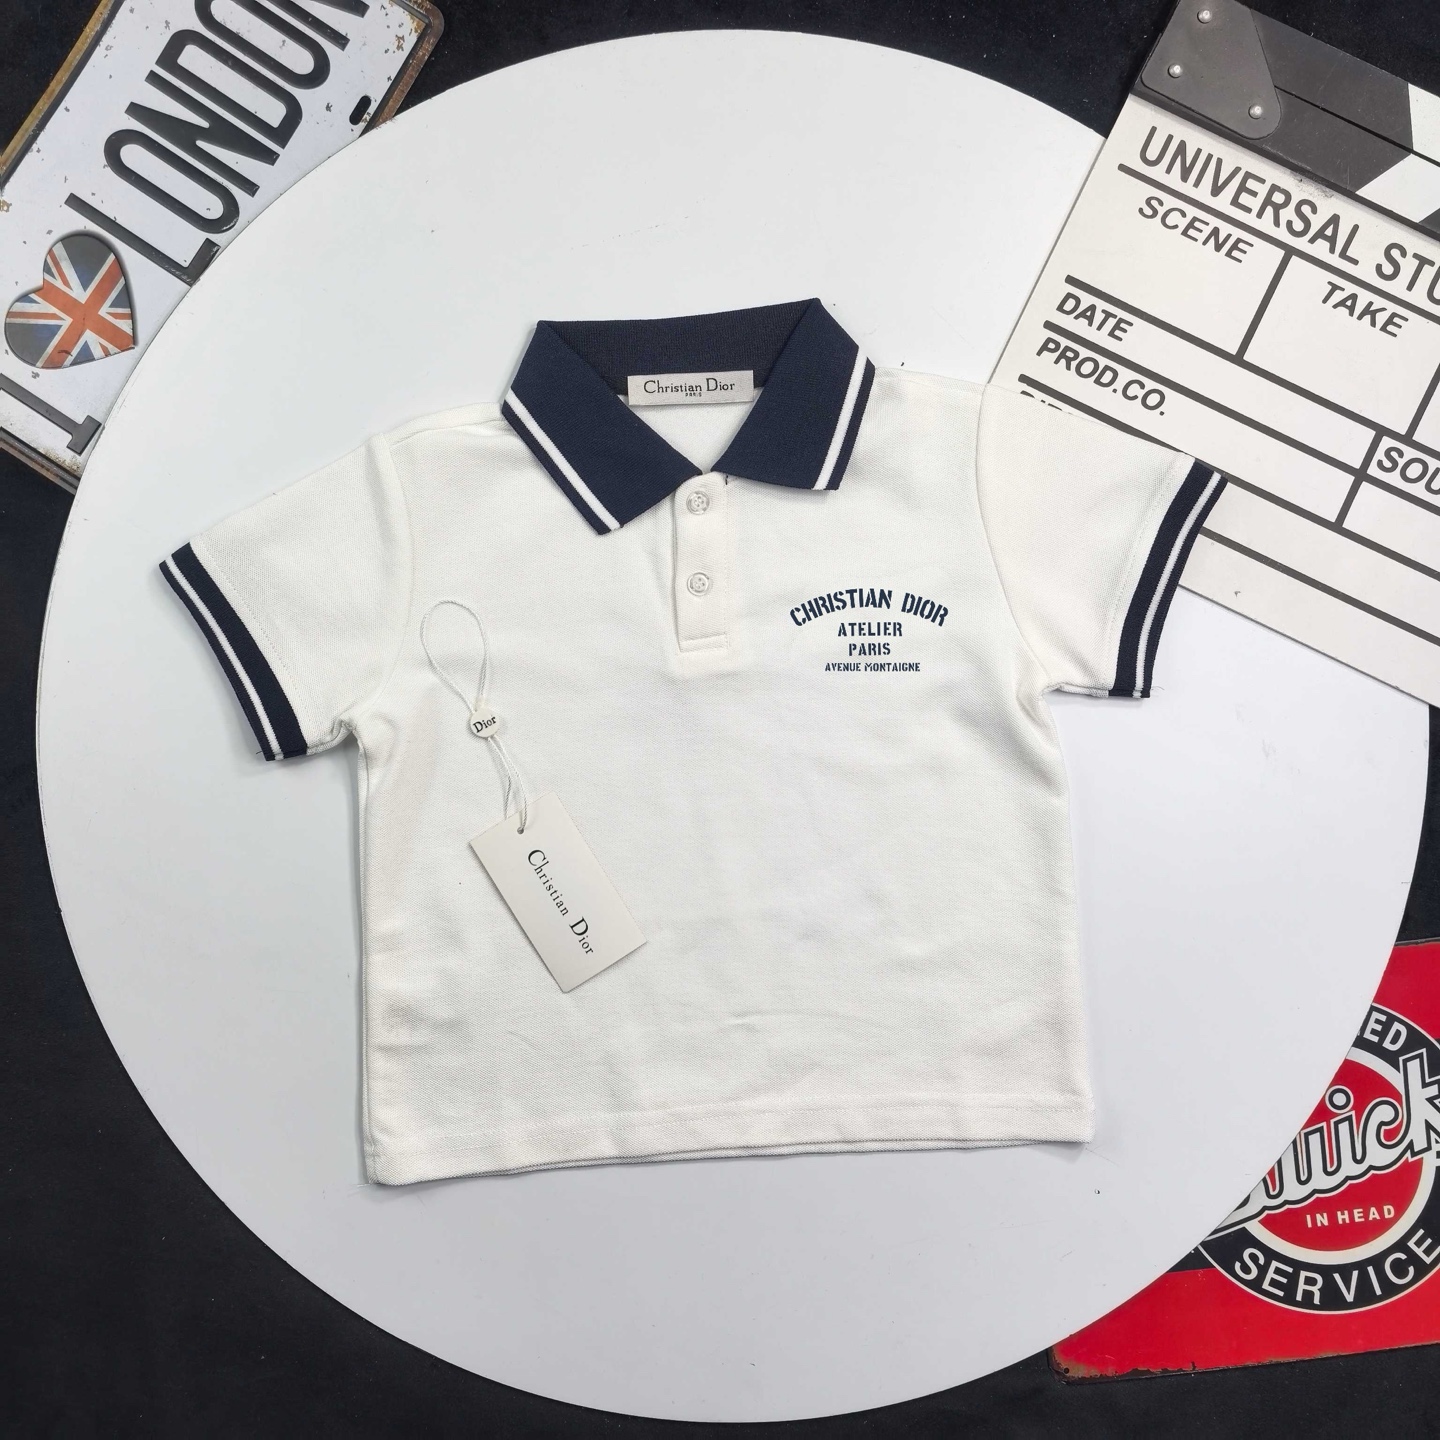 I LONDON
UNIVERSAL STU
SCENE
TAKE
DATE
PROD.CO.
SOU
Christian Dior
PARIS
CHRISTIAN DIOR
ATELIER
PARIS
AVENUE MONTAIGNE
Dior
Christian Dior
Buick
IN HEAD
SERVICE